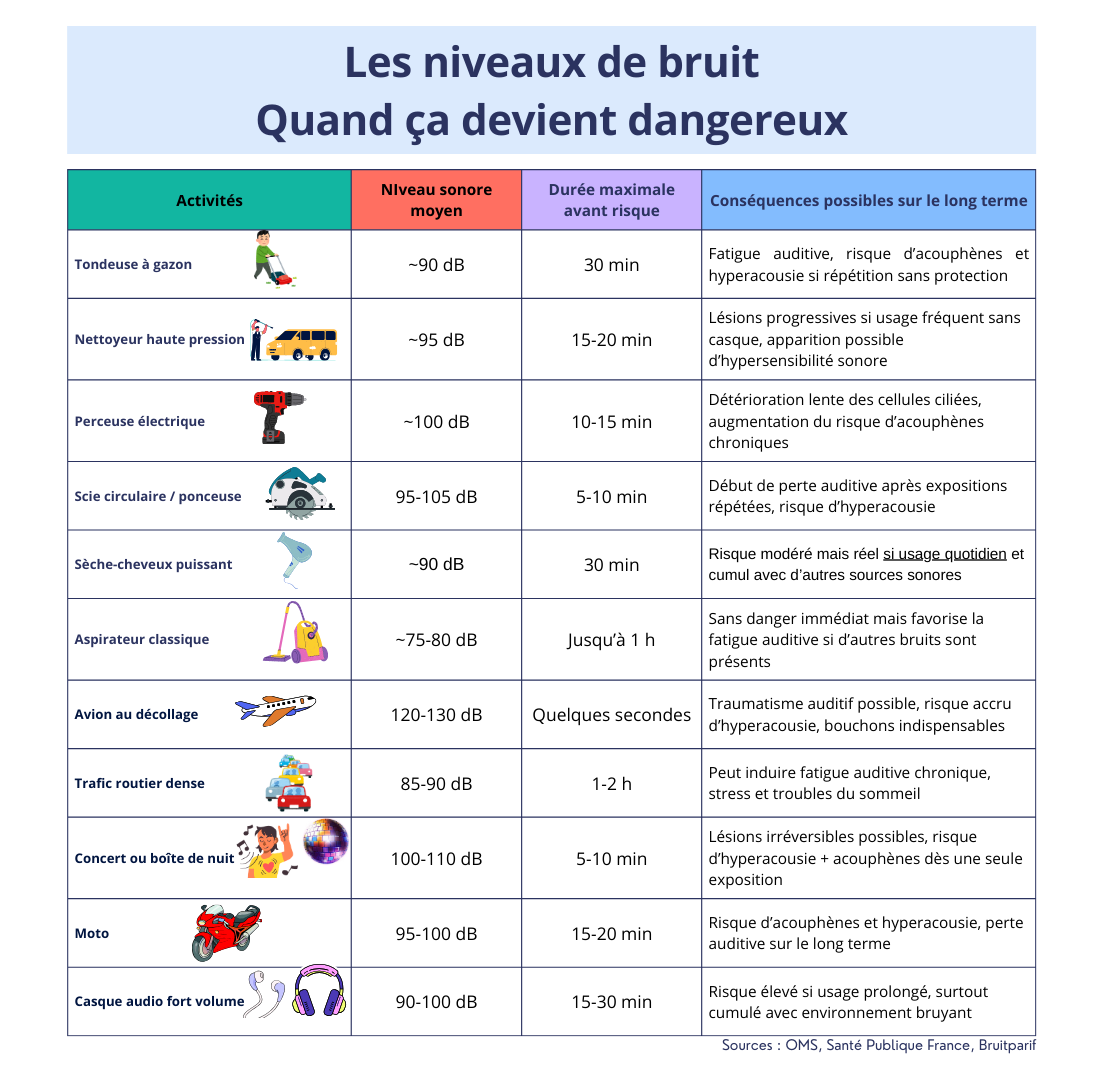 Les niveaux de bruit
Quand ça devient dangereux
Activités
NIveau sonore
moyen
Durée maximale
avant risque
Conséquences possibles sur le long terme
Tondeuse à gazon
~90 dB
30 min
Fatigue auditive, risque d’acouphènes et
hyperacousie si répétition sans protection
Nettoyeur haute pression
~95 dB
15-20 min
Lésions progressives si usage fréquent sans
casque, apparition possible
d’hypersensibilité sonore
Perceuse électrique
~100 dB
10-15 min
Détérioration lente des cellules ciliées,
augmentation du risque d’acouphènes
chroniques
Scie circulaire / ponceuse
95-105 dB
5-10 min
Début de perte auditive après expositions
répétées, risque d’hyperacousie
Sèche-cheveux puissant
~90 dB
30 min
Risque modéré mais réel si usage quotidien et
cumul avec d’autres sources sonores
Aspirateur classique
~75-80 dB
Jusqu’à 1 h
Sans danger immédiat mais favorise la
fatigue auditive si d’autres bruits sont
présents
Avion au décollage
120-130 dB
Quelques secondes
Traumatisme auditif possible, risque accru
d’hyperacousie, bouchons indispensables
Trafic routier dense
85-90 dB
1-2 h
Peut induire fatigue auditive chronique,
stress et troubles du sommeil
Concert ou boîte de nuit
100-110 dB
5-10 min
Lésions irréversibles possibles, risque
d’hyperacousie + acouphènes dès une seule
exposition
Moto
95-100 dB
15-20 min
Risque d’acouphènes et hyperacousie, perte
auditive sur le long terme
Casque audio fort volume
90-100 dB
15-30 min
Risque élevé si usage prolongé, surtout
cumulé avec environnement bruyant
Sources : OMS, Santé Publique France, Bruitparif